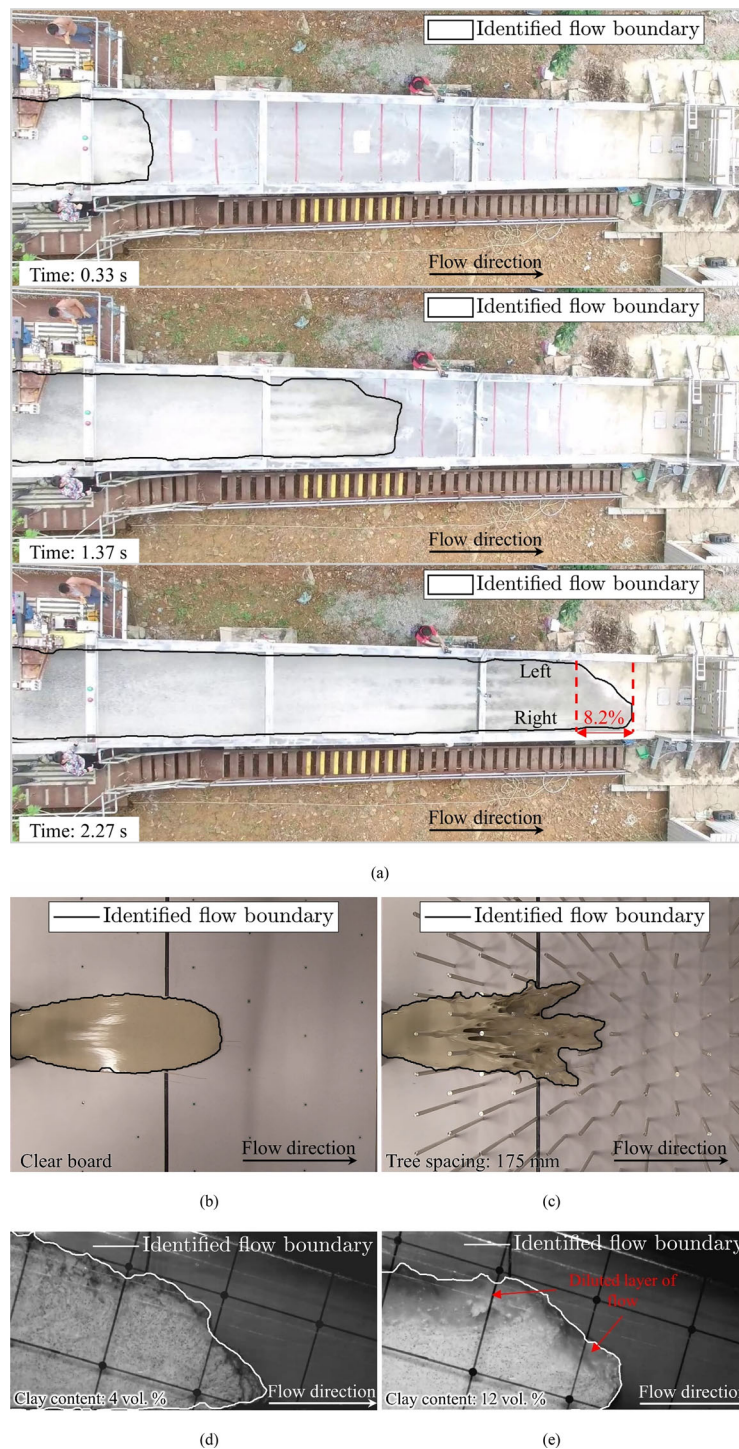 Identified flow boundary
Time: 0.33 s
Flow direction
Identified flow boundary
Time: 1.37 s
Flow direction
Identified flow boundary
Left
Right
8.2%
Time: 2.27 s
Flow direction
(a)
Identified flow boundary
Clear board
Flow direction
(b)
Identified flow boundary
Tree spacing: 175 mm
Flow direction
(c)
Identified flow boundary
Clay content: 4 vol. %
Flow direction
(d)
Identified flow boundary
Diluted layer of
flow
Clay content: 12 vol. %
Flow direction
(e)